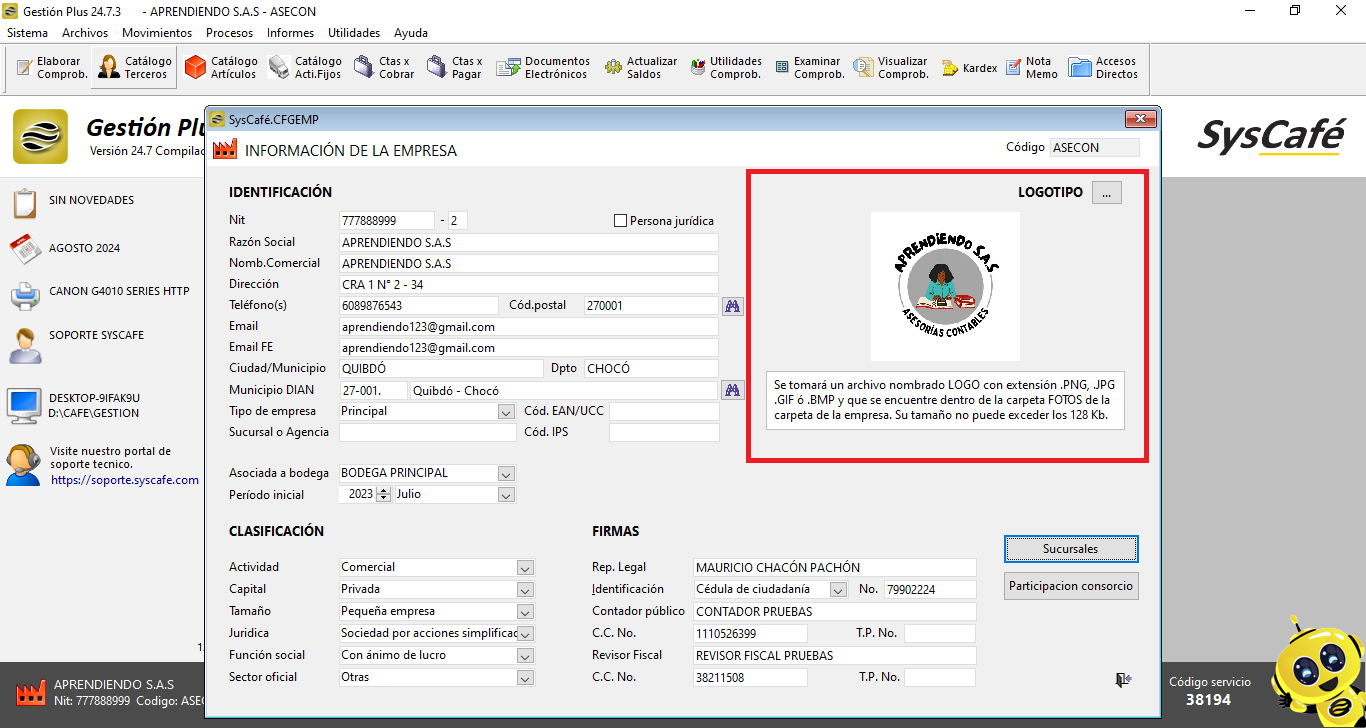 Gestión Plus 24.7.3 - APRENDIENDO S.A.S - ASECON
Sistema Archivos Movimientos Procesos Informes Utilidades Ayuda
Elaborar Comprob.
Catálogo Terceros
Catálogo Artículos
Catálogo Acti.Fijos
Ctas x Cobrar
Ctas x Pagar
Documentos Electrónicos
Actualizar Saldos
Utilidades Comprob.
Examinar Comprob.
Visualizar Comprob.
Kardex
Nota Memo
Accesos Directos
Gestión Plu
Versión 24.7 Compilac
SysCafé
SIN NOVEDADES
AGOSTO 2024
CANON G4010 SERIES HTTP
SOPORTE SYSCAFE
DESKTOP-9IFAK9U
D:\CAFE\GESTION
Visite nuestro portal de
soporte tecnico.
https://soporte.syscafe.com
1.
APRENDIENDO S.A.S
Nit: 777888999 Codigo: ASEC
SysCafé.CFGEMP
INFORMACIÓN DE LA EMPRESA
Código ASECON
IDENTIFICACIÓN
Nit 777888999 - 2 Persona jurídica
Razón Social APRENDIENDO S.A.S
Nomb.Comercial APRENDIENDO S.A.S
Dirección CRA 1 N° 2 - 34
Teléfono(s) 6089876543 Cód.postal 270001
Email aprendiendo123@gmail.com
Email FE aprendiendo123@gmail.com
Ciudad/Municipio QUIBDÓ Dpto CHOCÓ
Municipio DIAN 27-001. Quibdó - Chocó
Tipo de empresa Principal Cód. EAN/UCC
Sucursal o Agencia Cód. IPS
Asociada a bodega BODEGA PRINCIPAL
Período inicial 2023 Julio
LOGOTIPO ...
APRENDIENDO S.A.S
ASESORÍAS CONTABLES
Se tomará un archivo nombrado LOGO con extensión .PNG, .JPG
.GIF ó .BMP y que se encuentre dentro de la carpeta FOTOS de la
carpeta de la empresa. Su tamaño no puede exceder los 128 Kb.
CLASIFICACIÓN
Actividad Comercial
Capital Privada
Tamaño Pequeña empresa
Juridica Sociedad por acciones simplificad
Función social Con ánimo de lucro
Sector oficial Otras
FIRMAS
Rep. Legal MAURICIO CHACÓN PACHÓN
Identificación Cédula de ciudadanía No. 79902224
Contador público CONTADOR PRUEBAS
C.C. No. 1110526399 T.P. No.
Revisor Fiscal REVISOR FISCAL PRUEBAS
C.C. No. 38211508 T.P. No.
Sucursales
Participacion consorcio
Código servicio
38194